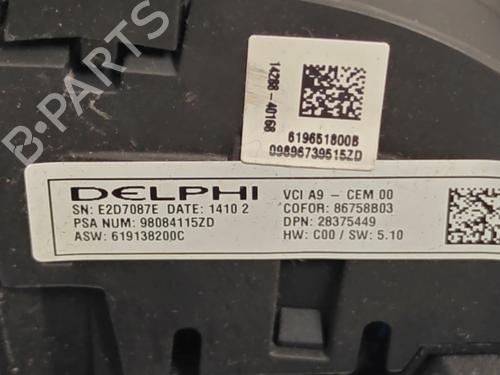 14286-40168
619651800B
09895739515ZD
DELPHI
SN: E2D7087E DATE: 1410 2
PSA NUM: 98084115ZD
ASW: 619138200C
VCI A9 - CEM 00
COFOR: 86758B03
DPN: 28375449
HW: C00 / SW: 5.10
B-PARTS